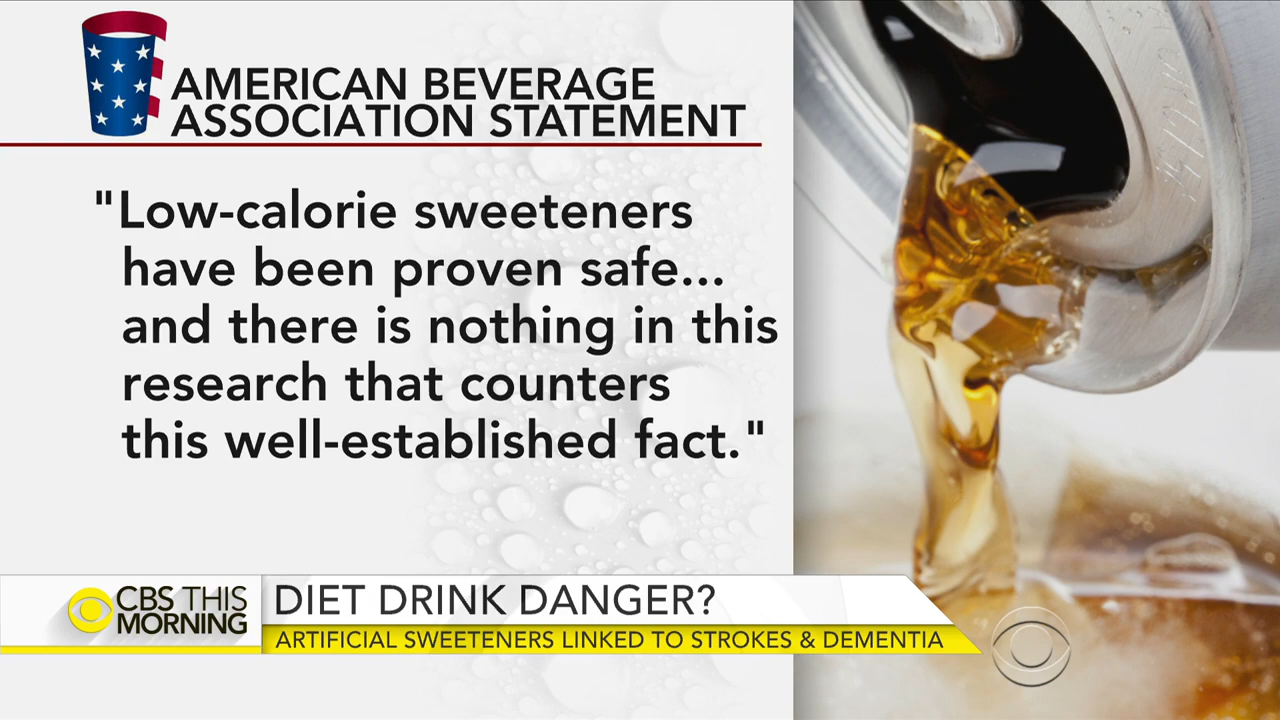 AMERICAN BEVERAGE
ASSOCIATION STATEMENT
"Low-calorie sweeteners
have been proven safe...
and there is nothing in this
research that counters
this well-established fact."
CBS THIS
MORNING
DIET DRINK DANGER?
ARTIFICIAL SWEETENERS LINKED TO STROKES & DEMENTIA